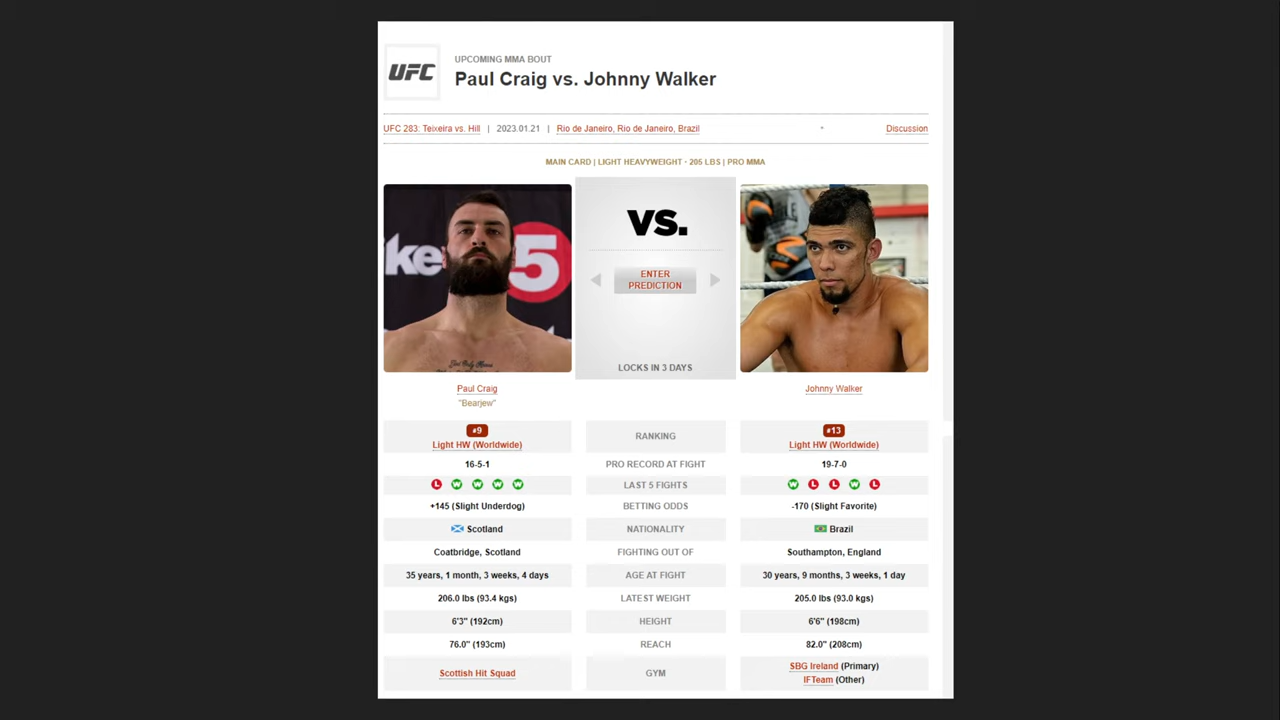 UFC
UPCOMING MMA BOUT
Paul Craig vs. Johnny Walker
UFC 283: Teixeira vs. Hill | 2023.01.21 | Rio de Janeiro, Rio de Janeiro, Brazil
Discussion
MAIN CARD | LIGHT HEAVYWEIGHT · 205 LBS | PRO MMA
ike 5
VS.
ENTER
PREDICTION
LOCKS IN 3 DAYS
Paul Craig
"Bearjew"
Johnny Walker
#9
Light HW (Worldwide)
RANKING
#13
Light HW (Worldwide)
16-5-1 PRO RECORD AT FIGHT 19-7-0
L W W W W LAST 5 FIGHTS W L L W L
+145 (Slight Underdog) BETTING ODDS -170 (Slight Favorite)
Scotland NATIONALITY Brazil
Coatbridge, Scotland FIGHTING OUT OF Southampton, England
35 years, 1 month, 3 weeks, 4 days AGE AT FIGHT 30 years, 9 months, 3 weeks, 1 day
206.0 lbs (93.4 kgs) LATEST WEIGHT 205.0 lbs (93.0 kgs)
6'3" (192cm) HEIGHT 6'6" (198cm)
76.0" (193cm) REACH 82.0" (208cm)
Scottish Hit Squad GYM SBG Ireland (Primary)
IFTeam (Other)